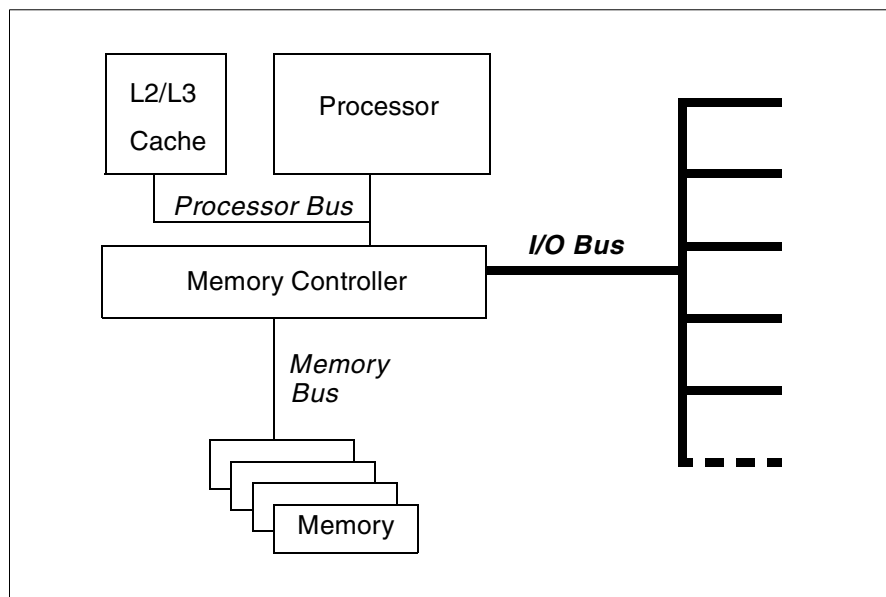 L2/L3
Cache
Processor
Processor Bus
I/O Bus
Memory Controller
Memory
Bus
Memory